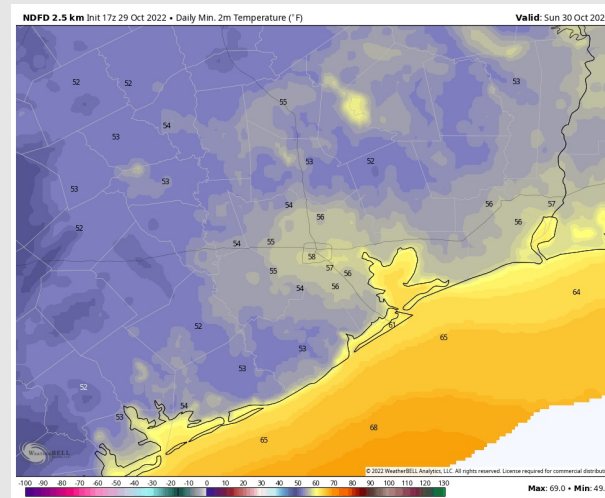 NDFD 2.5 km Init 17z 29 Oct 2022 • Daily Min. 2m Temperature (°F)
Valid: Sun 30 Oct 202
52 52 53
55
54
53
53 52
53
53
54 56 57
56 56
52
54 55
58
55 57 56
54 56
64
52 61
65
53
53
52
54
53
68
65
WeatherBELL
© 2022 WeatherBELL Analytics, LLC. All rights reserved. License required for commercial distributi
-100 -90 -80 -70 -60 -50 -40 -30 -20 -10 0 10 20 30 40 50 60 70 80 90 100 110 120 130
Max: 69.0 • Min: 49.